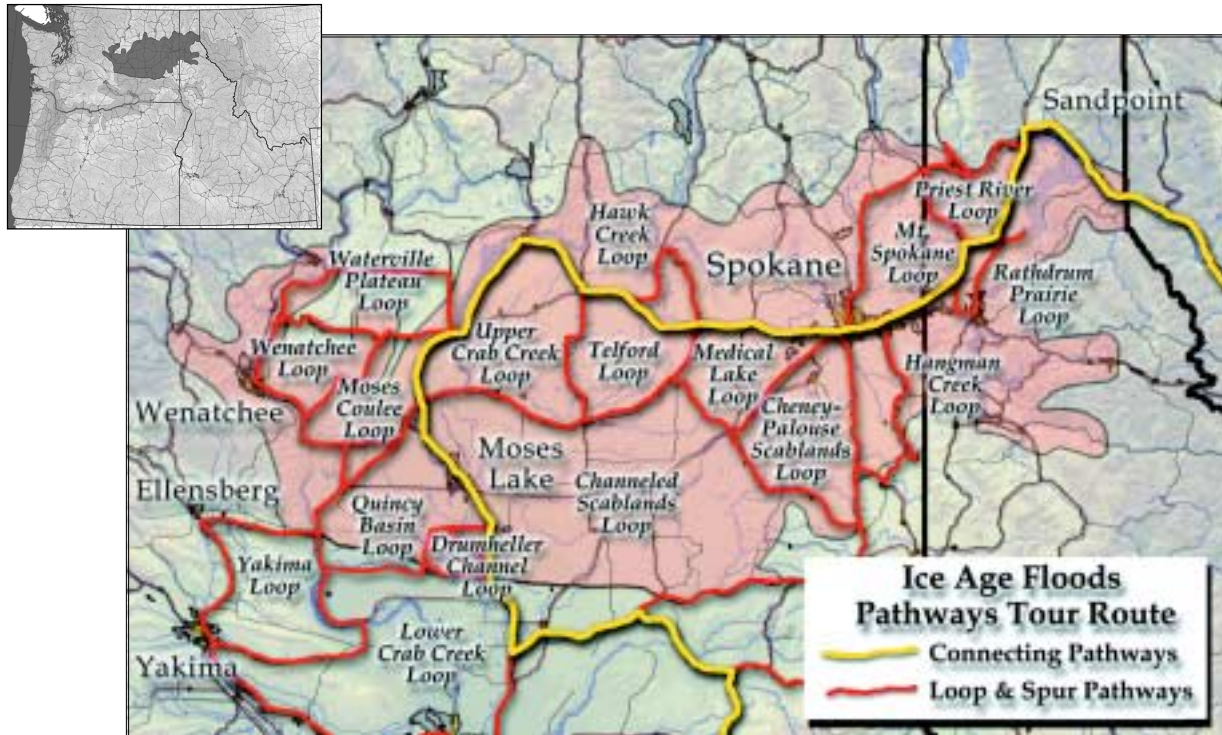 Sandpoint
Priest River
Loop
Hawk
Creek
Loop
Mt.
Spokane
Loop
Waterville
Plateau
Loop
Spokane
Rathdrum
Prairie
Loop
Upper
Crab Creek
Loop
Wenatchee
Loop
Telford
Loop
Medical
Lake
Loop
Hangman
Creek
Loop
Moses
Coulee
Loop
Wenatchee
Cheney-
Palouse
Scablands
Loop
Moses
Lake
Channeled
Scablands
Loop
Ellensberg
Quincy
Basin
Loop
Drumheller
Channel
Loop
Yakima
Loop
Lower
Crab Creek
Loop
Yakima
Ice Age Floods
Pathways Tour Route
Connecting Pathways
Loop & Spur Pathways